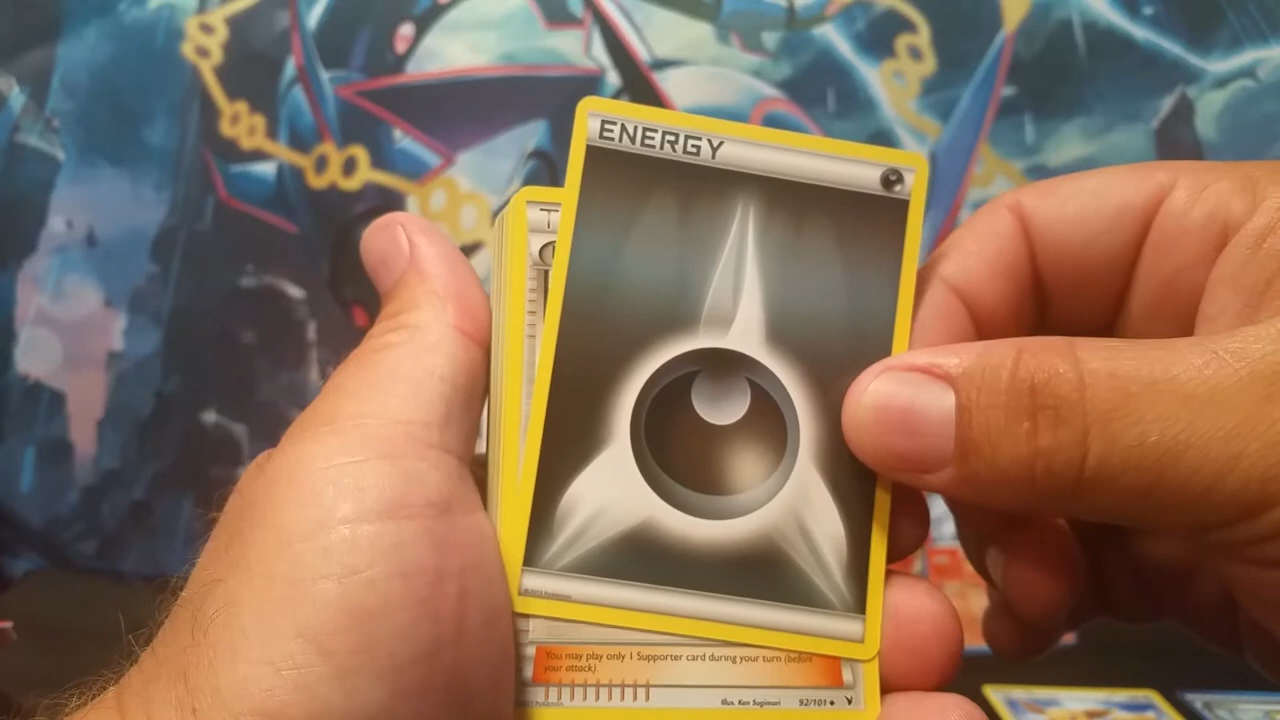 ENERGY
T
©2013 Pokémon
You may play only 1 Supporter card during your turn (before
your attack).
Pokémon
Illus. Ken Sugimori
92/101